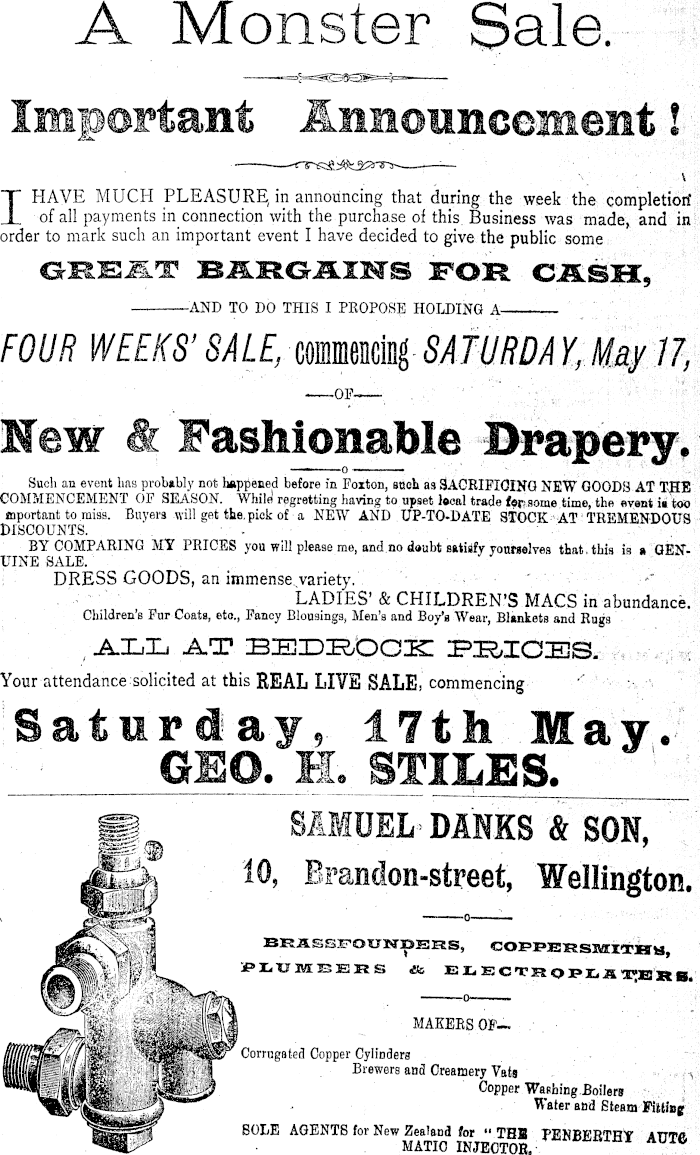 A Monster Sale.
Important Announcement!
I HAVE MUCH PLEASURE, in announcing that during the week the completion
of all payments in connection with the purchase of this Business was made, and in
order to mark such an important event I have decided to give the public some
GREAT BARGAINS FOR CASH,
——AND TO DO THIS I PROPOSE HOLDING A——
FOUR WEEKS' SALE, commencing SATURDAY, May 17,
—OF—
New & Fashionable Drapery.
——o——
Such an event has probably not happened before in Foxton, such as SACRIFICING NEW GOODS AT THE
COMMENCEMENT OF SEASON. While regretting having to upset local trade for some time, the event is too
mportant to miss. Buyers will get the pick of a NEW AND UP-TO-DATE STOCK AT TREMENDOUS
DISCOUNTS.
BY COMPARING MY PRICES you will please me, and no doubt satisfy yourselves that this is a GEN-
UINE SALE.
DRESS GOODS, an immense variety.
LADIES' & CHILDREN'S MACS in abundance.
Children's Fur Coats, etc., Fancy Blousings, Men's and Boy's Wear, Blankets and Rugs
ALL AT BEDROCK PRICES.
Your attendance solicited at this REAL LIVE SALE, commencing
Saturday, 17th May.
GEO. H. STILES.
SAMUEL DANKS & SON,
10, Brandon-street, Wellington.
——o——
BRASSFOUNDERS, COPPERSMITHS,
PLUMBERS & ELECTROPLATERS.
——o——
MAKERS OF—
Corrugated Copper Cylinders
Brewers and Creamery Vats
Copper Washing Boilers
Water and Steam Fitting
SOLE AGENTS for New Zealand for "THE PENBERTHY AUTO
MATIC INJECTOR.